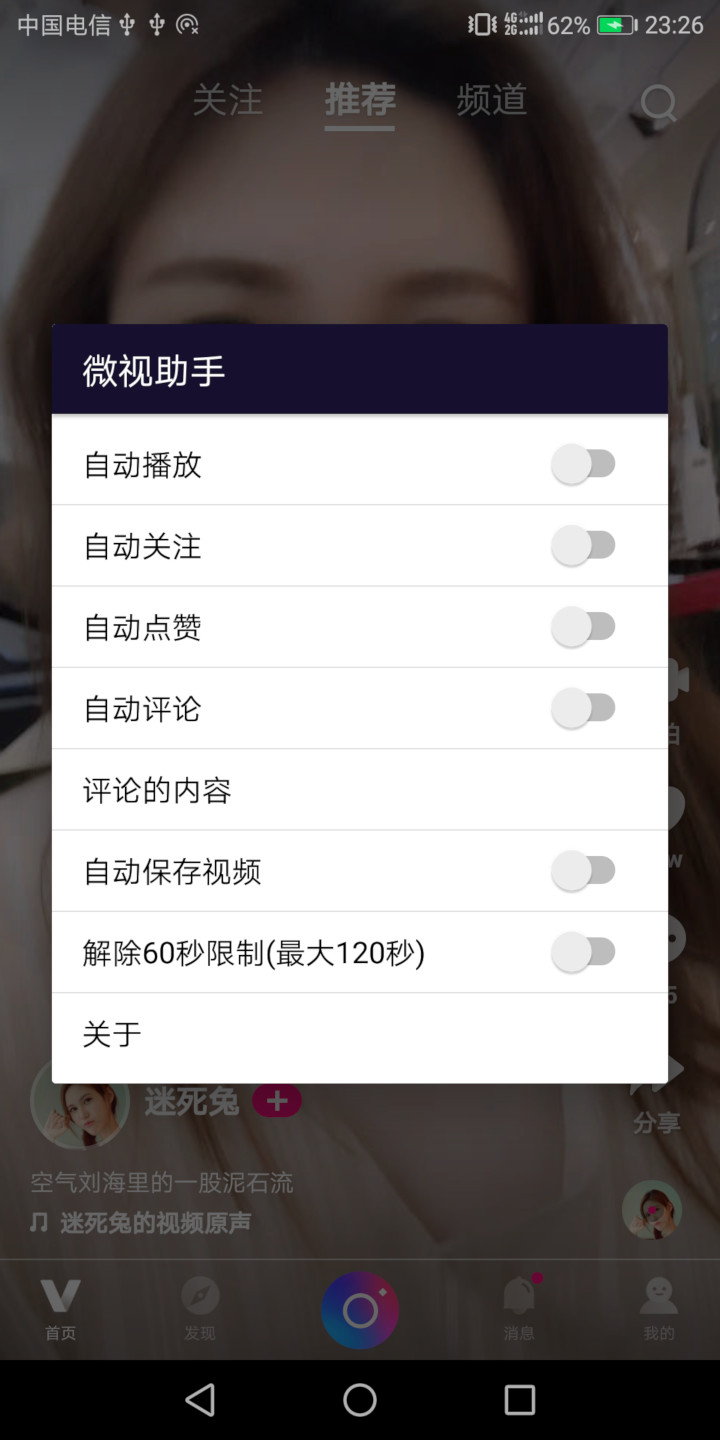 中国电信 4G 2G 62% 23:26
关注 推荐 频道
微视助手
自动播放
自动关注
自动点赞
自动评论
评论的内容
自动保存视频
解除60秒限制(最大120秒)
关于
迷死兔
分享
空气刘海里的一股泥石流
迷死兔的视频原声
首页 发现 消息 我的